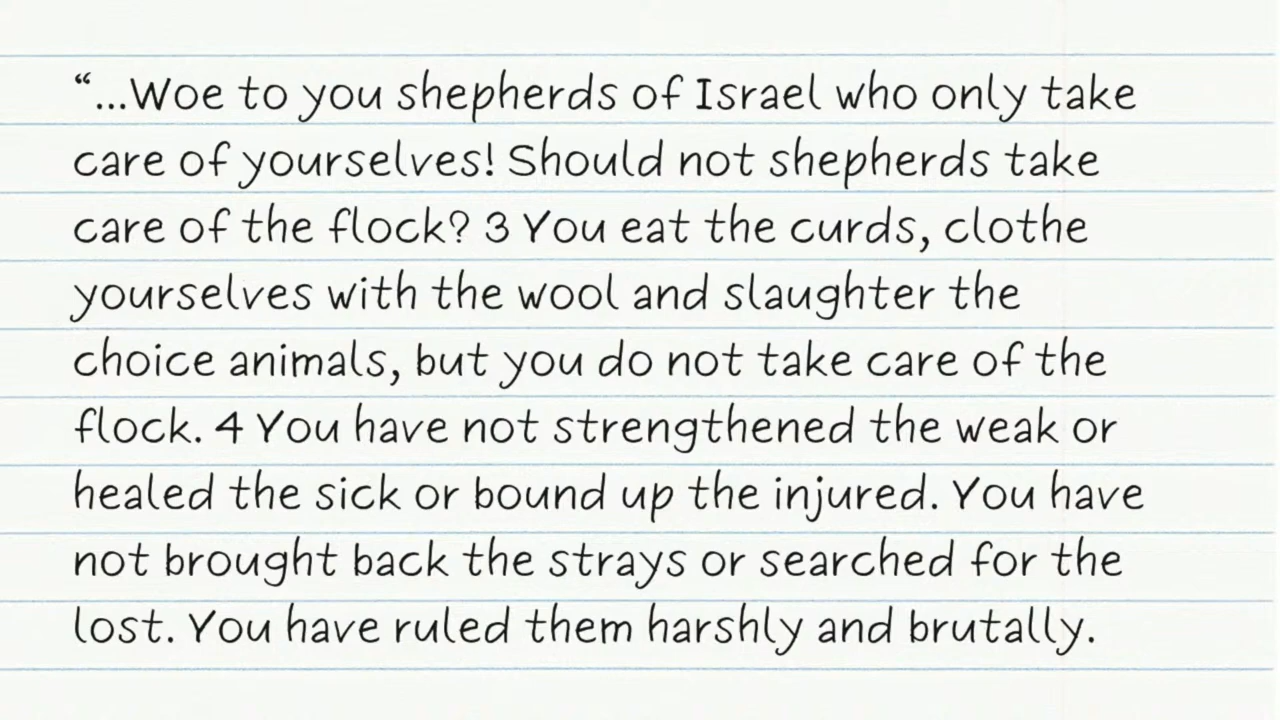 “...Woe to you shepherds of Israel who only take
care of yourselves! Should not shepherds take
care of the flock? 3 You eat the curds, clothe
yourselves with the wool and slaughter the
choice animals, but you do not take care of the
flock. 4 You have not strengthened the weak or
healed the sick or bound up the injured. You have
not brought back the strays or searched for the
lost. You have ruled them harshly and brutally.